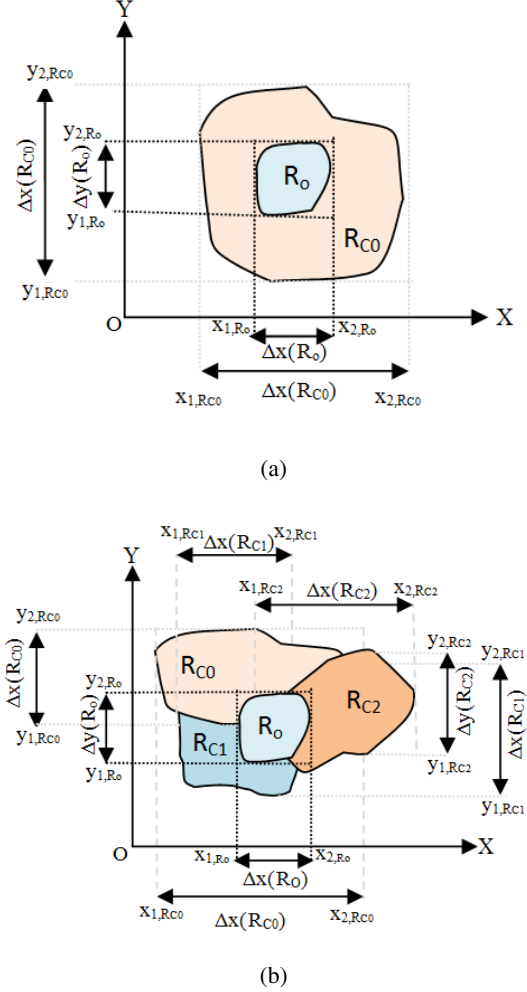 Y
y2,RC0
y2,Ro
Δx(RC0)
Δy(Ro)
Ro
RC0
y1,Ro
y1,RC0
O
X
x1,Ro
x2,Ro
Δx(Ro)
x1,RC0
Δx(RC0)
x2,RC0
(a)
x1,RC1
x2,RC1
Y
Δx(RC1)
x1,RC2
Δx(RC2)
x2,RC2
y2,RC0
Δx(RC0)
RC0
y2,RC2
y2,RC1
y2,Ro
RC2
Δy(RC2)
Δx(RC1)
y1,RC0
Δy(Ro)
Ro
RC1
y1,Ro
y1,RC2
y1,RC1
O
X
x1,Ro
x2,Ro
Δx(RO)
x1,RC0
Δx(RC0)
x2,RC0
(b)